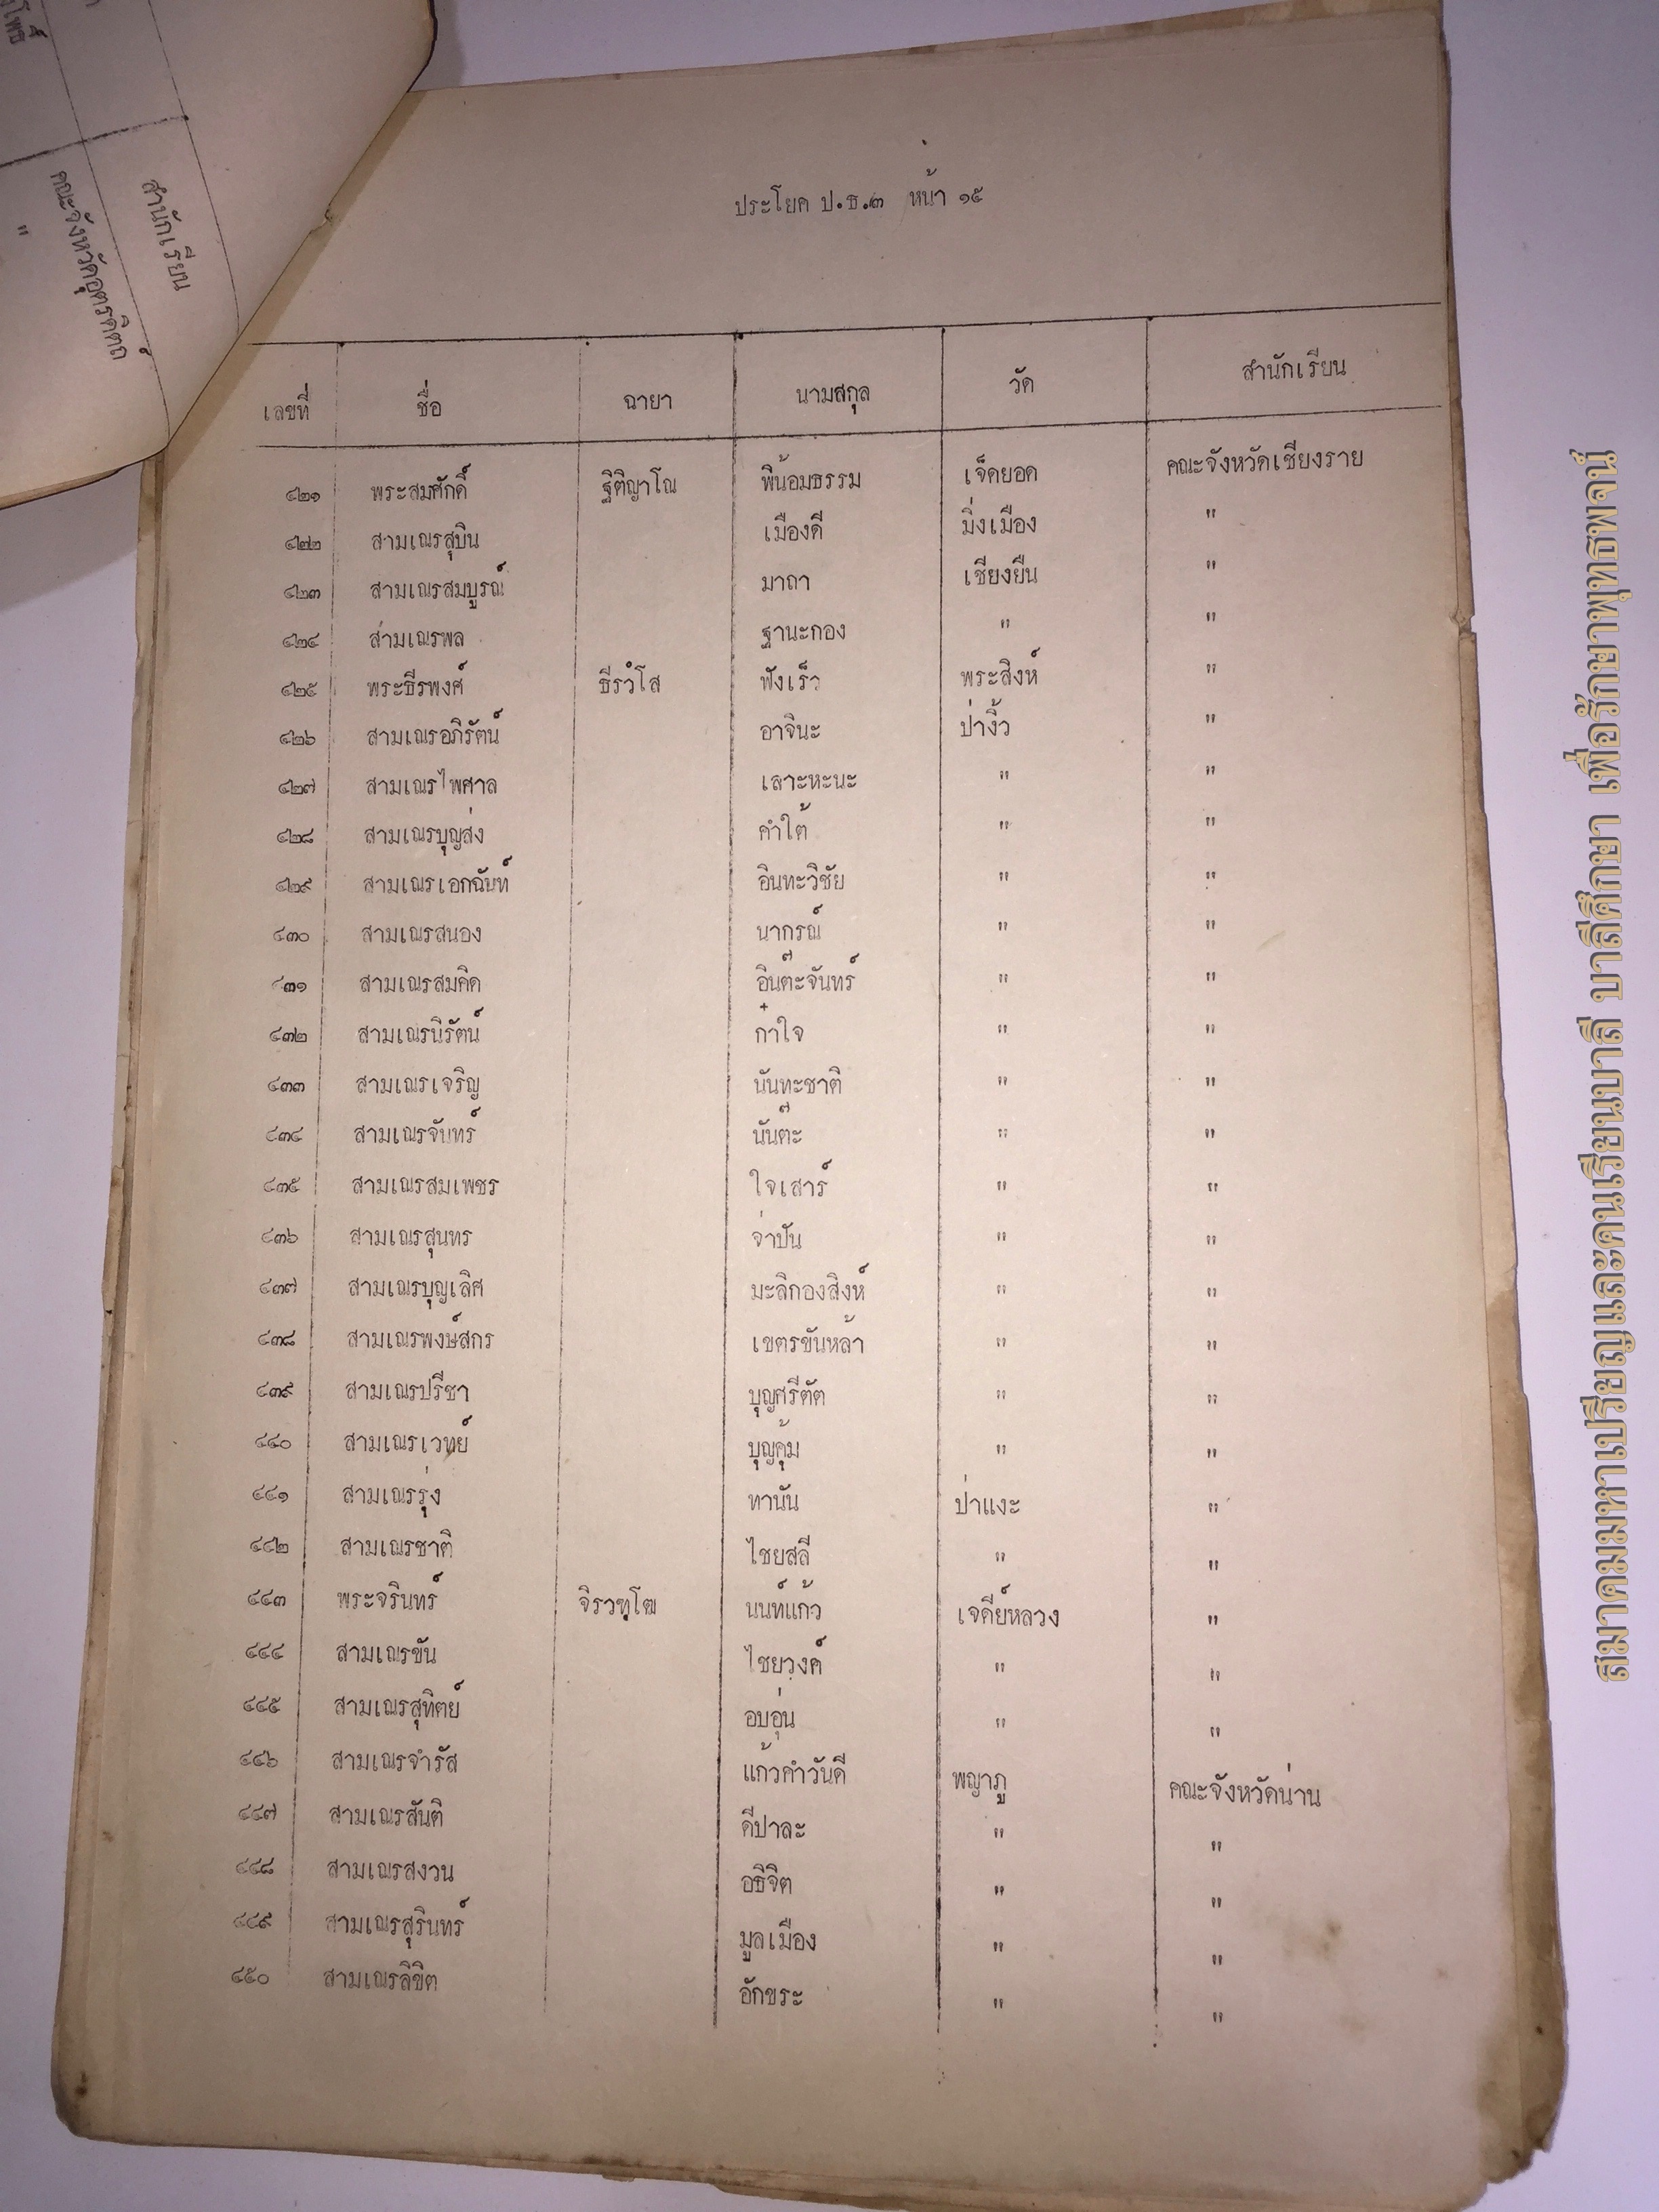 ประโยค ป.ธ.๓ หน้า ๑๕
เลขที่ ชื่อ ฉายา นามสกุล วัด สำนักเรียน
๔๒๑ พระสมศักดิ์ ฐิติญาโณ พี้น้อมธรรม เจ็ดยอด คณะจังหวัดเชียงราย
๔๒๒ สามเณรสุบิน เมืองดี มิ่งเมือง "
๔๒๓ สามเณรสมบูรณ์ มาถา เชียงยืน "
๔๒๔ สามเณรพล ฐานะกอง " "
๔๒๕ พระธีรพงศ์ ธีรวํโส ฟังเร็ว พระสิงห์ "
๔๒๖ สามเณรอภิรัตน์ อาจินะ ป่างิ้ว "
๔๒๗ สามเณรไพศาล เลาะหะนะ " "
๔๒๘ สามเณรบุญส่ง คำใต้ " "
๔๒๙ สามเณรเอกฉันท์ อินทะวิชัย " "
๔๓๐ สามเณรสนอง นากรณ์ " "
๔๓๑ สามเณรสมคิด อินต๊ะจันทร์ " "
๔๓๒ สามเณรนิรัตน์ ก๋าใจ " "
๔๓๓ สามเณรเจริญ นันทะชาติ " "
๔๓๔ สามเณรจันทร์ นันต๊ะ " "
๔๓๕ สามเณรสมเพชร ใจเสาร์ " "
๔๓๖ สามเณรสุนทร จ่าปัน " "
๔๓๗ สามเณรบุญเลิศ มะลิกองสิงห์ " "
๔๓๘ สามเณรพงษ์สกร เขตรขันหล้า " "
๔๓๙ สามเณรปรีชา บุญศรีตัต " "
๔๔๐ สามเณรเวทย์ บุญคุ้ม " "
๔๔๑ สามเณรรุ่ง ทานัน ป่าแงะ "
๔๔๒ สามเณรชาติ ไชยสลี " "
๔๔๓ พระจรินทร์ จิรวฑฺโฒ นนท์แก้ว เจดีย์หลวง "
๔๔๔ สามเณรขัน ไชยวงค์ " "
๔๔๕ สามเณรสุทิตย์ อบอุ่น " "
๔๔๖ สามเณรจำรัส แก้วคำวันดี พญาภู คณะจังหวัดน่าน
๔๔๗ สามเณรสันติ ดีปาละ " "
๔๔๘ สามเณรสงวน อธิจิต " "
๔๔๙ สามเณรสุรินทร์ มูลเมือง " "
๔๕๐ สามเณรลิขิต อักขระ " "
สำนักเรียน
คณะจังหวัดอุตรดิตถ์
"
สมาคมมหาเปรียญและคนเรียนบาลี บาลีศึกษา เพื่อรักษาพุทธพจน์